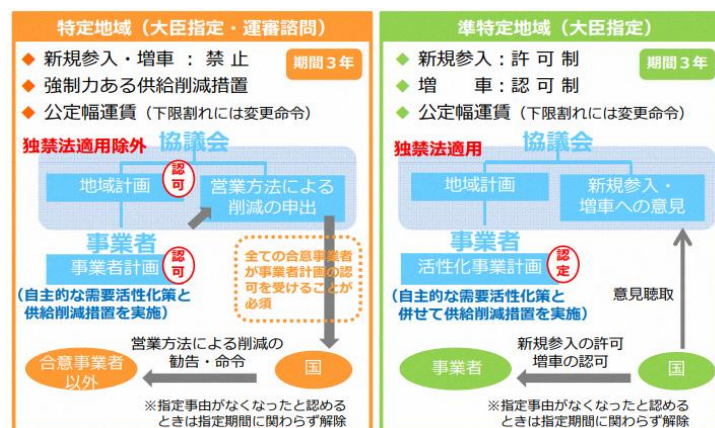 特定地域（大臣指定・運審諮問）
◆ 新規参入・増車：禁止
期間３年
◆ 強制力ある供給削減措置
◆ 公定幅運賃（下限割れには変更命令）
独禁法適用除外
協議会
地域計画
認可
営業方法による
削減の申出
事業者
事業者計画
認可
（自主的な需要活性化策と
供給削減措置を実施）
全ての合意事業者
が事業者計画の認
可を受けることが
必須
営業方法による削減の
勧告・命令
合意事業者
以外
国
※指定事由がなくなったと認める
ときは指定期間に関わらず解除
準特定地域（大臣指定）
◆ 新規参入：許可制
期間３年
◆ 増　　車：認可制
◆ 公定幅運賃（下限割れには変更命令）
独禁法適用
協議会
地域計画
新規参入・
増車への意見
事業者
活性化事業計画
認定
（自主的な需要活性化策と
併せて供給削減措置を実施）
意見聴取
新規参入の許可
増車の認可
事業者
国
※指定事由がなくなったと認める
ときは指定期間に関わらず解除